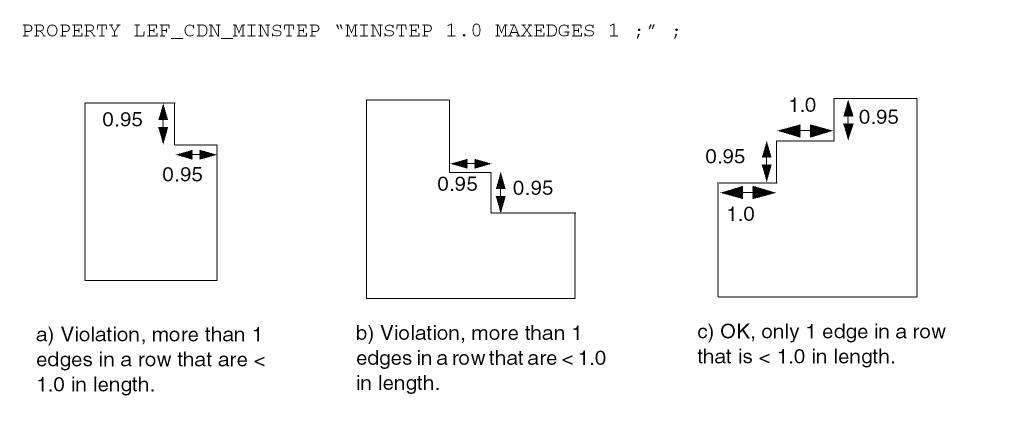 PROPERTY LEF_CDN_MINSTEP “MINSTEP 1.0 MAXEDGES 1 ;” ;
0.95
0.95
a) Violation, more than 1
edges in a row that are <
1.0 in length.
0.95
0.95
b) Violation, more than 1
edges in a row that are < 1.0
in length.
1.0
0.95
0.95
1.0
c) OK, only 1 edge in a row
that is < 1.0 in length.